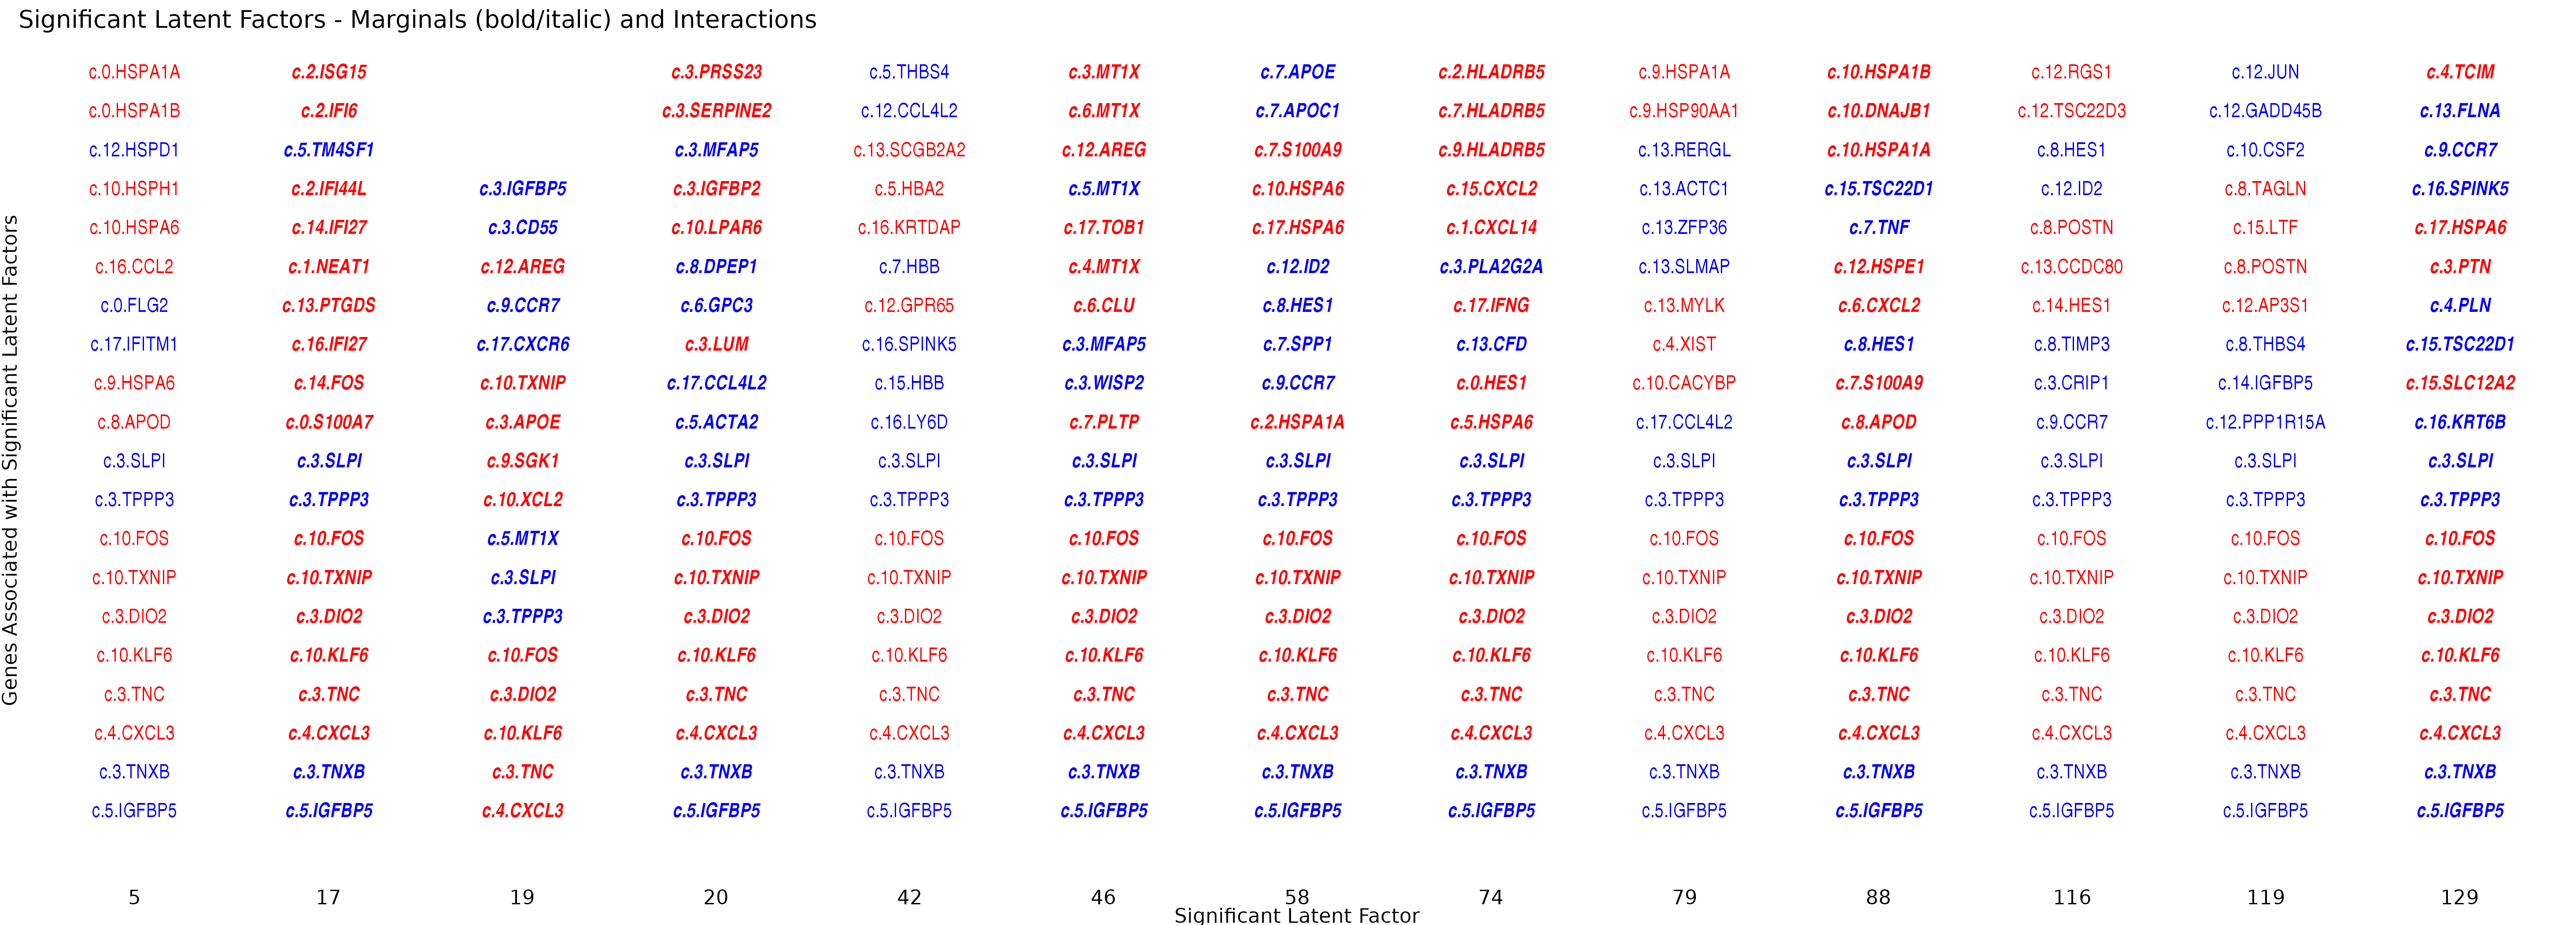 Significant Latent Factors - Marginals (bold/italic) and Interactions
Genes Associated with Significant Latent Factors
c.0.HSPA1A c.2.ISG15 c.3.PRSS23 c.5.THBS4 c.3.MT1X c.7.APOE c.2.HLADRB5 c.9.HSPA1A c.10.HSPA1B c.12.RGS1 c.12.JUN c.4.TCIM
c.0.HSPA1B c.2.IFI6 c.3.SERPINE2 c.12.CCL4L2 c.6.MT1X c.7.APOC1 c.7.HLADRB5 c.9.HSP90AA1 c.10.DNAJB1 c.12.TSC22D3 c.12.GADD45B c.13.FLNA
c.12.HSPD1 c.5.TM4SF1 c.3.MFAP5 c.13.SCGB2A2 c.12.AREG c.7.S100A9 c.9.HLADRB5 c.13.RERGL c.10.HSPA1A c.8.HES1 c.10.CSF2 c.9.CCR7
c.10.HSPH1 c.2.IFI44L c.3.IGFBP5 c.3.IGFBP2 c.5.HBA2 c.5.MT1X c.10.HSPA6 c.15.CXCL2 c.13.ACTC1 c.15.TSC22D1 c.12.ID2 c.8.TAGLN c.16.SPINK5
c.10.HSPA6 c.14.IFI27 c.3.CD55 c.10.LPAR6 c.16.KRTDAP c.17.TOB1 c.17.HSPA6 c.1.CXCL14 c.13.ZFP36 c.7.TNF c.8.POSTN c.15.LTF c.17.HSPA6
c.16.CCL2 c.1.NEAT1 c.12.AREG c.8.DPEP1 c.7.HBB c.4.MT1X c.12.ID2 c.3.PLA2G2A c.13.SLMAP c.12.HSPE1 c.13.CCDC80 c.8.POSTN c.3.PTN
c.0.FLG2 c.13.PTGDS c.9.CCR7 c.6.GPC3 c.12.GPR65 c.6.CLU c.8.HES1 c.17.IFNG c.13.MYLK c.6.CXCL2 c.14.HES1 c.12.AP3S1 c.4.PLN
c.17.IFITM1 c.16.IFI27 c.17.CXCR6 c.3.LUM c.16.SPINK5 c.3.MFAP5 c.7.SPP1 c.13.CFD c.4.XIST c.8.HES1 c.8.TIMP3 c.8.THBS4 c.15.TSC22D1
c.9.HSPA6 c.14.FOS c.10.TXNIP c.17.CCL4L2 c.15.HBB c.3.WISP2 c.9.CCR7 c.0.HES1 c.10.CACYBP c.7.S100A9 c.3.CRIP1 c.14.IGFBP5 c.15.SLC12A2
c.8.APOD c.0.S100A7 c.3.APOE c.5.ACTA2 c.16.LY6D c.7.PLTP c.2.HSPA1A c.5.HSPA6 c.17.CCL4L2 c.8.APOD c.9.CCR7 c.12.PPP1R15A c.16.KRT6B
c.3.SLPI c.3.SLPI c.9.SGK1 c.3.SLPI c.3.SLPI c.3.SLPI c.3.SLPI c.3.SLPI c.3.SLPI c.3.SLPI c.3.SLPI c.3.SLPI c.3.SLPI
c.3.TPPP3 c.3.TPPP3 c.10.XCL2 c.3.TPPP3 c.3.TPPP3 c.3.TPPP3 c.3.TPPP3 c.3.TPPP3 c.3.TPPP3 c.3.TPPP3 c.3.TPPP3 c.3.TPPP3 c.3.TPPP3
c.10.FOS c.10.FOS c.5.MT1X c.10.FOS c.10.FOS c.10.FOS c.10.FOS c.10.FOS c.10.FOS c.10.FOS c.10.FOS c.10.FOS c.10.FOS
c.10.TXNIP c.10.TXNIP c.3.SLPI c.10.TXNIP c.10.TXNIP c.10.TXNIP c.10.TXNIP c.10.TXNIP c.10.TXNIP c.10.TXNIP c.10.TXNIP c.10.TXNIP c.10.TXNIP
c.3.DIO2 c.3.DIO2 c.3.TPPP3 c.3.DIO2 c.3.DIO2 c.3.DIO2 c.3.DIO2 c.3.DIO2 c.3.DIO2 c.3.DIO2 c.3.DIO2 c.3.DIO2 c.3.DIO2
c.10.KLF6 c.10.KLF6 c.10.FOS c.10.KLF6 c.10.KLF6 c.10.KLF6 c.10.KLF6 c.10.KLF6 c.10.KLF6 c.10.KLF6 c.10.KLF6 c.10.KLF6 c.10.KLF6
c.3.TNC c.3.TNC c.3.DIO2 c.3.TNC c.3.TNC c.3.TNC c.3.TNC c.3.TNC c.3.TNC c.3.TNC c.3.TNC c.3.TNC c.3.TNC
c.4.CXCL3 c.4.CXCL3 c.10.KLF6 c.4.CXCL3 c.4.CXCL3 c.4.CXCL3 c.4.CXCL3 c.4.CXCL3 c.4.CXCL3 c.4.CXCL3 c.4.CXCL3 c.4.CXCL3 c.4.CXCL3
c.3.TNXB c.3.TNXB c.3.TNC c.3.TNXB c.3.TNXB c.3.TNXB c.3.TNXB c.3.TNXB c.3.TNXB c.3.TNXB c.3.TNXB c.3.TNXB c.3.TNXB
c.5.IGFBP5 c.5.IGFBP5 c.4.CXCL3 c.5.IGFBP5 c.5.IGFBP5 c.5.IGFBP5 c.5.IGFBP5 c.5.IGFBP5 c.5.IGFBP5 c.5.IGFBP5 c.5.IGFBP5 c.5.IGFBP5 c.5.IGFBP5
5 17 19 20 42 46 58 74 79 88 116 119 129
Significant Latent Factor